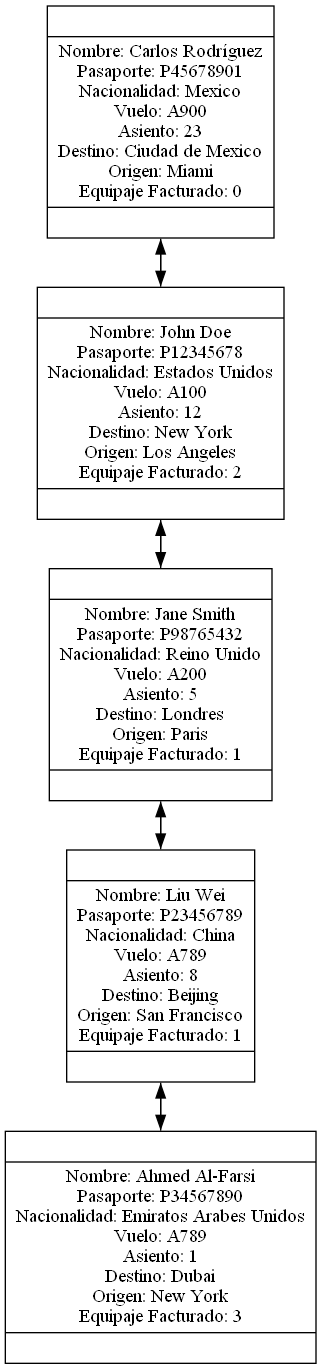 Nombre: Carlos Rodríguez
Pasaporte: P45678901
Nacionalidad: Mexico
Vuelo: A900
Asiento: 23
Destino: Ciudad de Mexico
Origen: Miami
Equipaje Facturado: 0
Nombre: John Doe
Pasaporte: P12345678
Nacionalidad: Estados Unidos
Vuelo: A100
Asiento: 12
Destino: New York
Origen: Los Angeles
Equipaje Facturado: 2
Nombre: Jane Smith
Pasaporte: P98765432
Nacionalidad: Reino Unido
Vuelo: A200
Asiento: 5
Destino: Londres
Origen: Paris
Equipaje Facturado: 1
Nombre: Liu Wei
Pasaporte: P23456789
Nacionalidad: China
Vuelo: A789
Asiento: 8
Destino: Beijing
Origen: San Francisco
Equipaje Facturado: 1
Nombre: Ahmed Al-Farsi
Pasaporte: P34567890
Nacionalidad: Emiratos Arabes Unidos
Vuelo: A789
Asiento: 1
Destino: Dubai
Origen: New York
Equipaje Facturado: 3